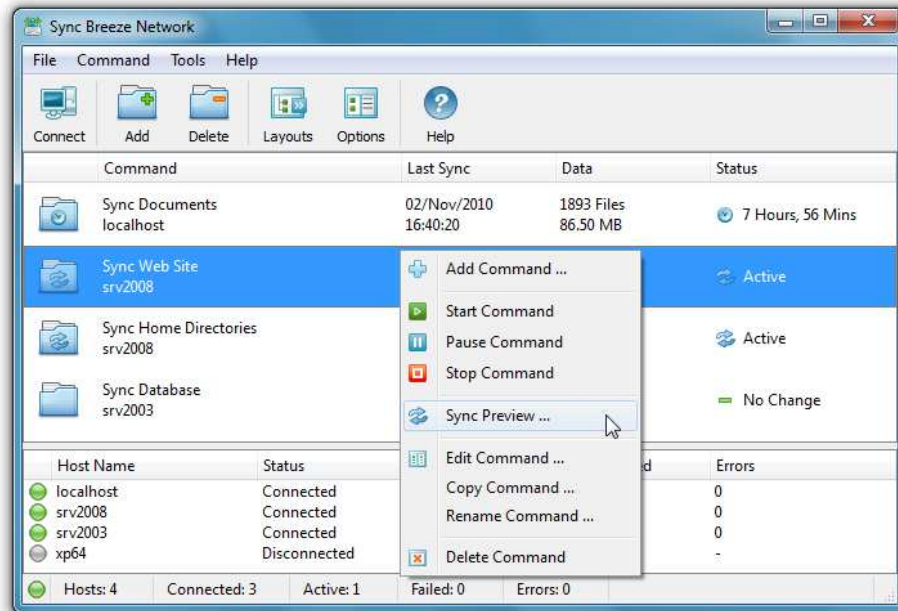 Sync Breeze Network
File Command Tools Help
Connect Add Delete Layouts Options Help
Command Last Sync Data Status
Sync Documents 02/Nov/2010 1893 Files
localhost 16:40:20 86.50 MB 7 Hours, 56 Mins
Sync Web Site
srv2008 Active
Sync Home Directories
srv2008 Active
Sync Database
srv2003 No Change
Add Command ...
Start Command
Pause Command
Stop Command
Sync Preview ...
Edit Command ...
Copy Command ...
Rename Command ...
Delete Command
Host Name Status Errors
localhost Connected 0
srv2008 Connected 0
srv2003 Connected 0
xp64 Disconnected -
Hosts: 4 Connected: 3 Active: 1 Failed: 0 Errors: 0